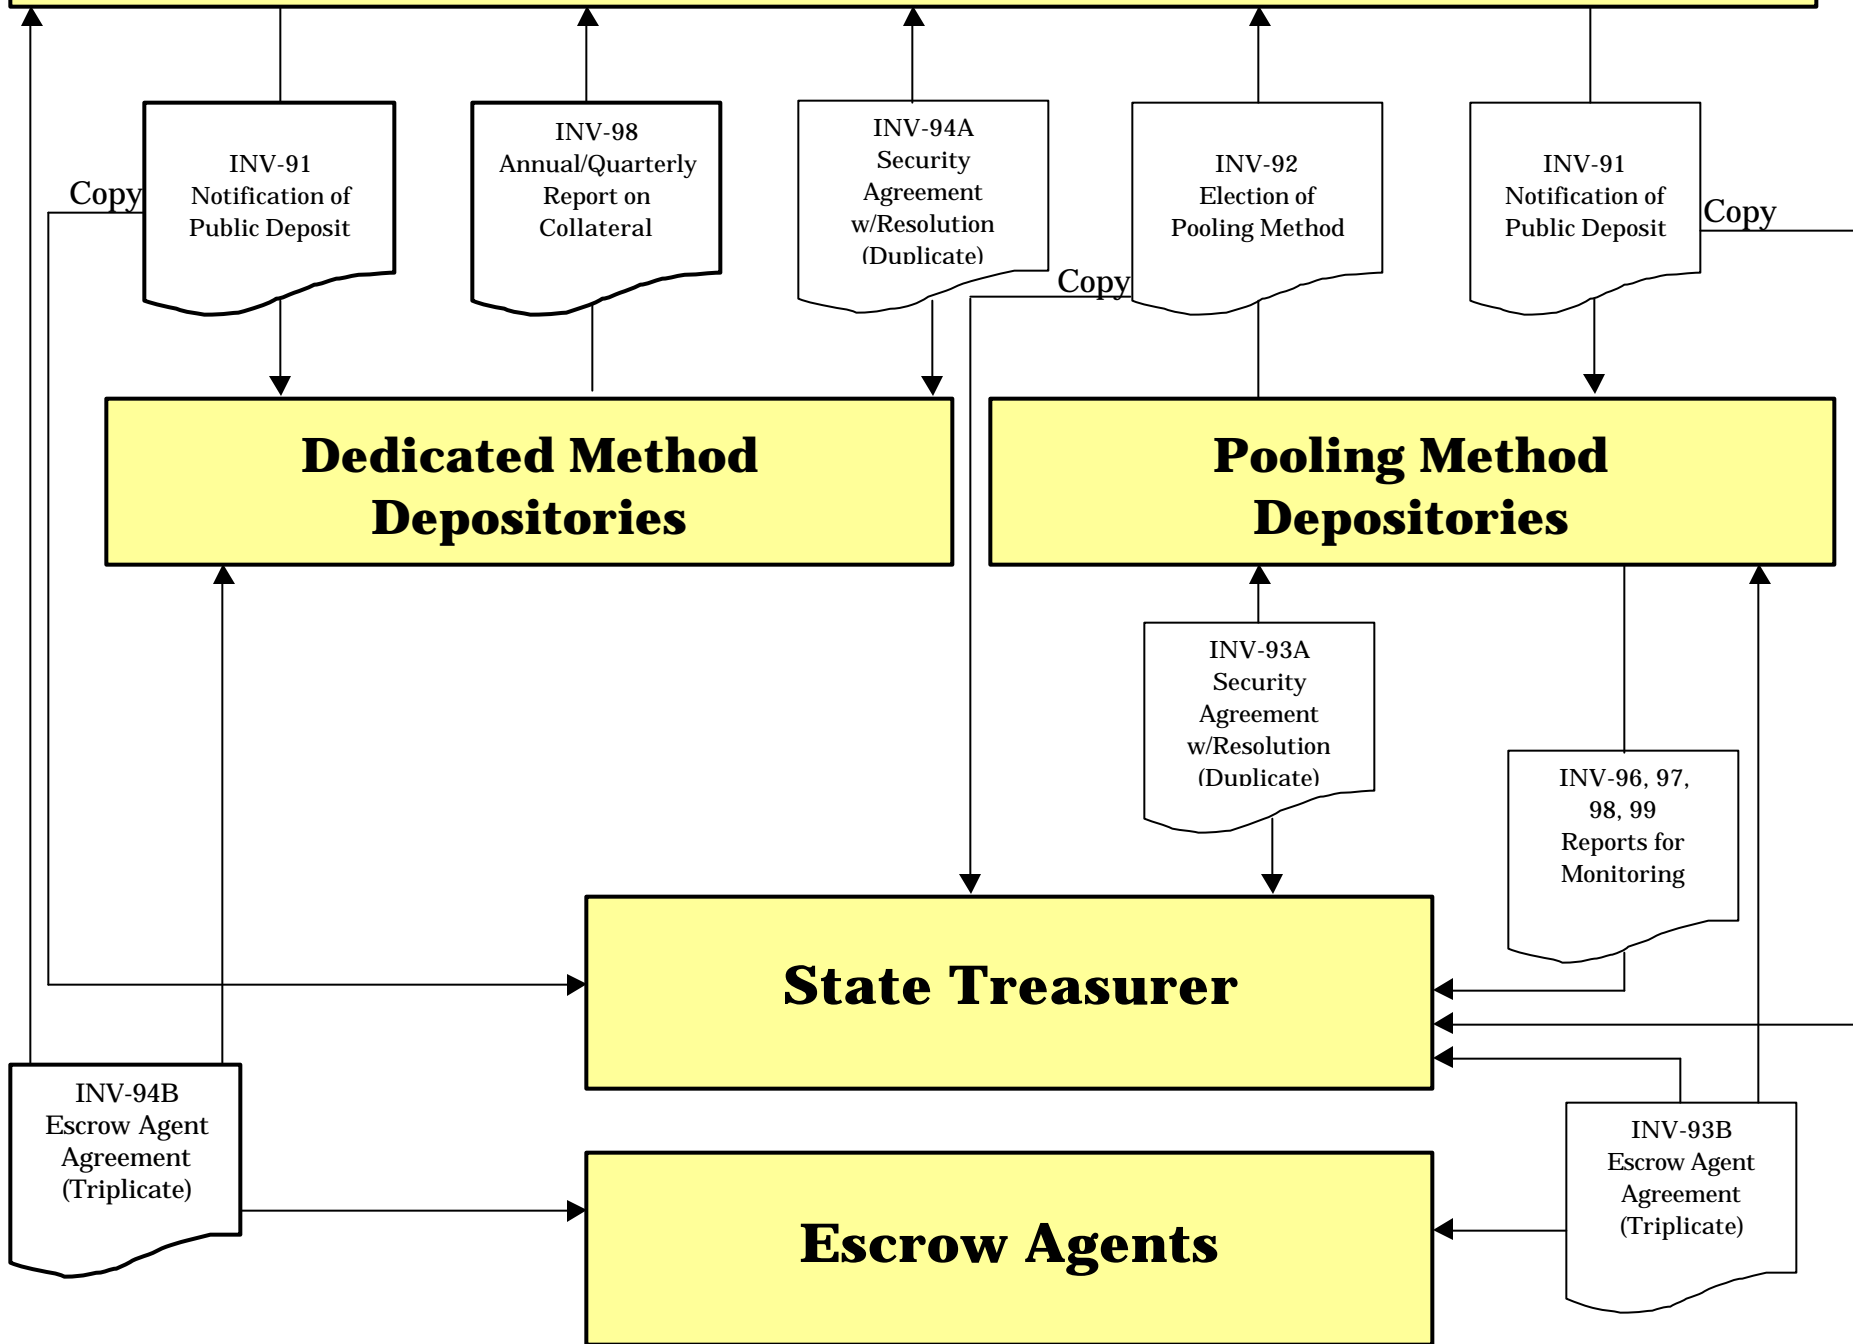 INV-91
Notification of
Public Deposit
Copy
INV-98
Annual/Quarterly
Report on
Collateral
INV-94A
Security
Agreement
w/Resolution
(Duplicate)
INV-92
Election of
Pooling Method
Copy
INV-91
Notification of
Public Deposit
Copy
Dedicated Method
Depositories
Pooling Method
Depositories
INV-93A
Security
Agreement
w/Resolution
(Duplicate)
INV-96, 97,
98, 99
Reports for
Monitoring
State Treasurer
INV-94B
Escrow Agent
Agreement
(Triplicate)
INV-93B
Escrow Agent
Agreement
(Triplicate)
Escrow Agents